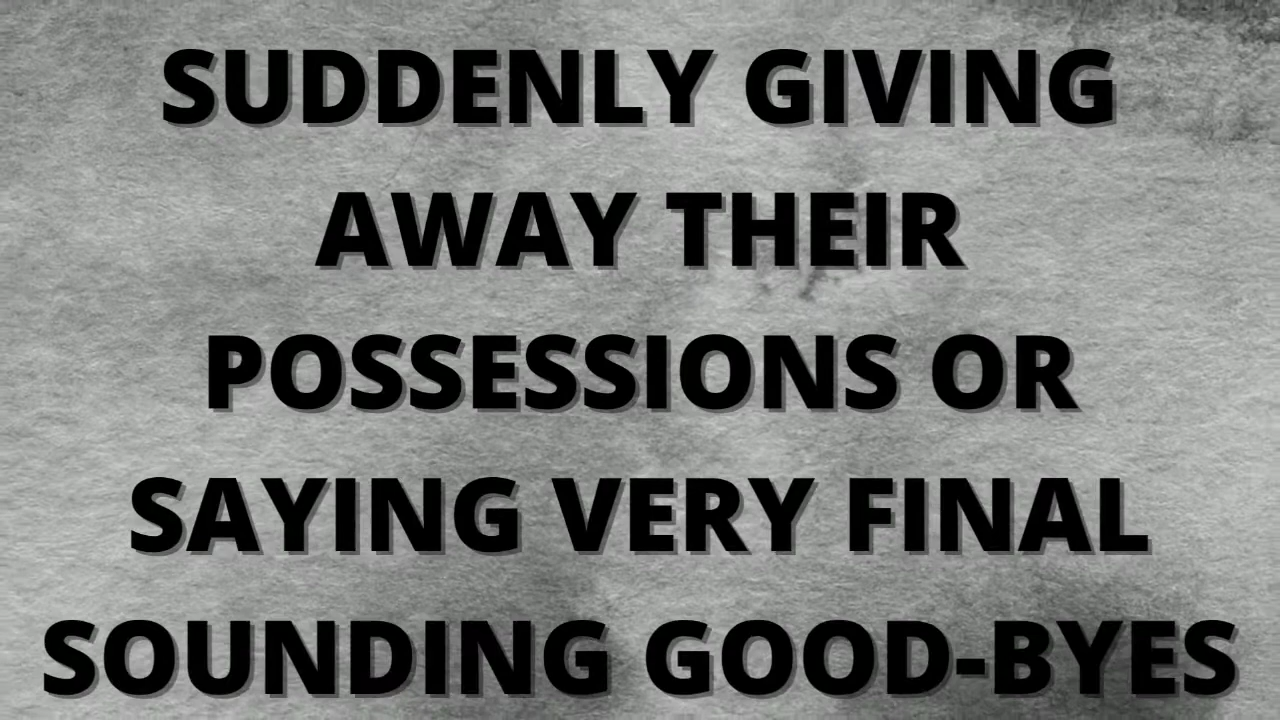 SUDDENLY GIVING
AWAY THEIR
POSSESSIONS OR
SAYING VERY FINAL
SOUNDING GOOD-BYES